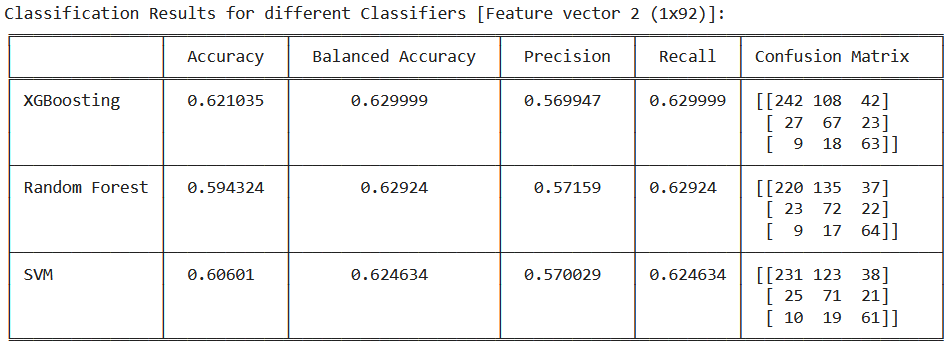 Classification Results for different Classifiers [Feature vector 2 (1x92)]:
Accuracy Balanced Accuracy Precision Recall Confusion Matrix
XGBoosting 0.621035 0.629999 0.569947 0.629999 [[242 108 42]
[ 27 67 23]
[ 9 18 63]]
Random Forest 0.594324 0.62924 0.57159 0.62924 [[220 135 37]
[ 23 72 22]
[ 9 17 64]]
SVM 0.60601 0.624634 0.570029 0.624634 [[231 123 38]
[ 25 71 21]
[ 10 19 61]]